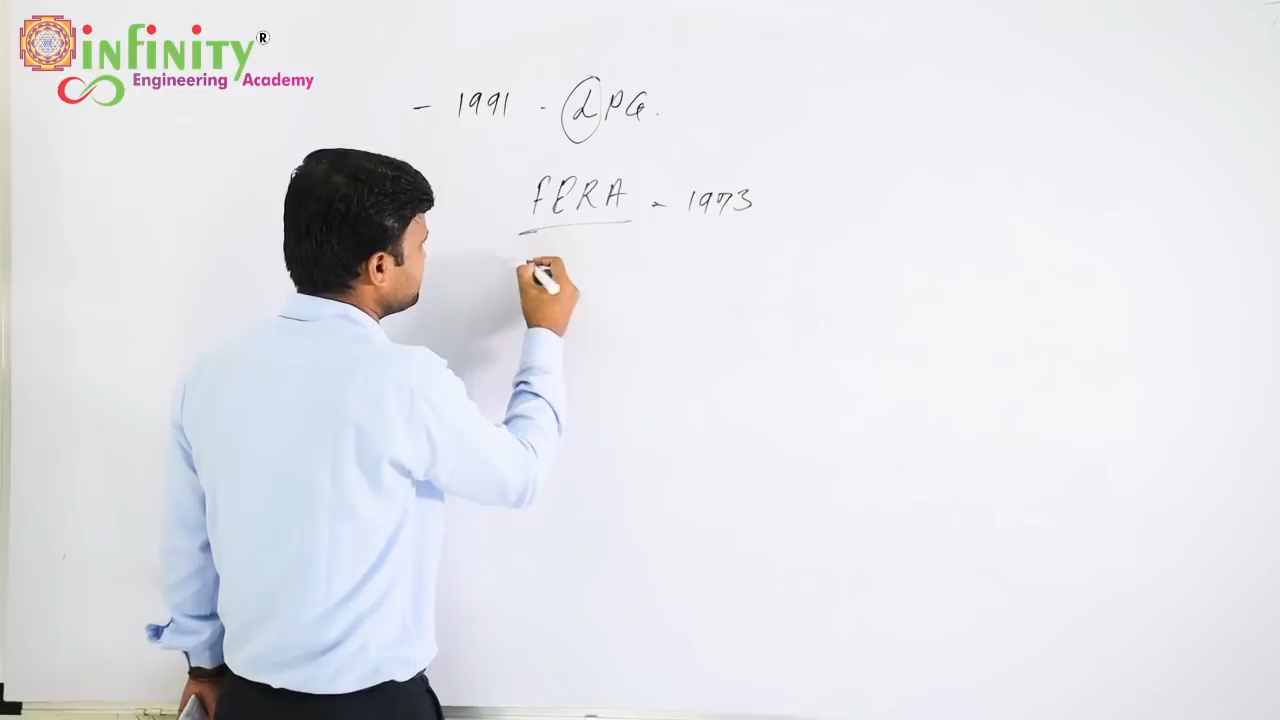 infinity®
Engineering Academy
- 1991 - LPG.
FERA - 1973